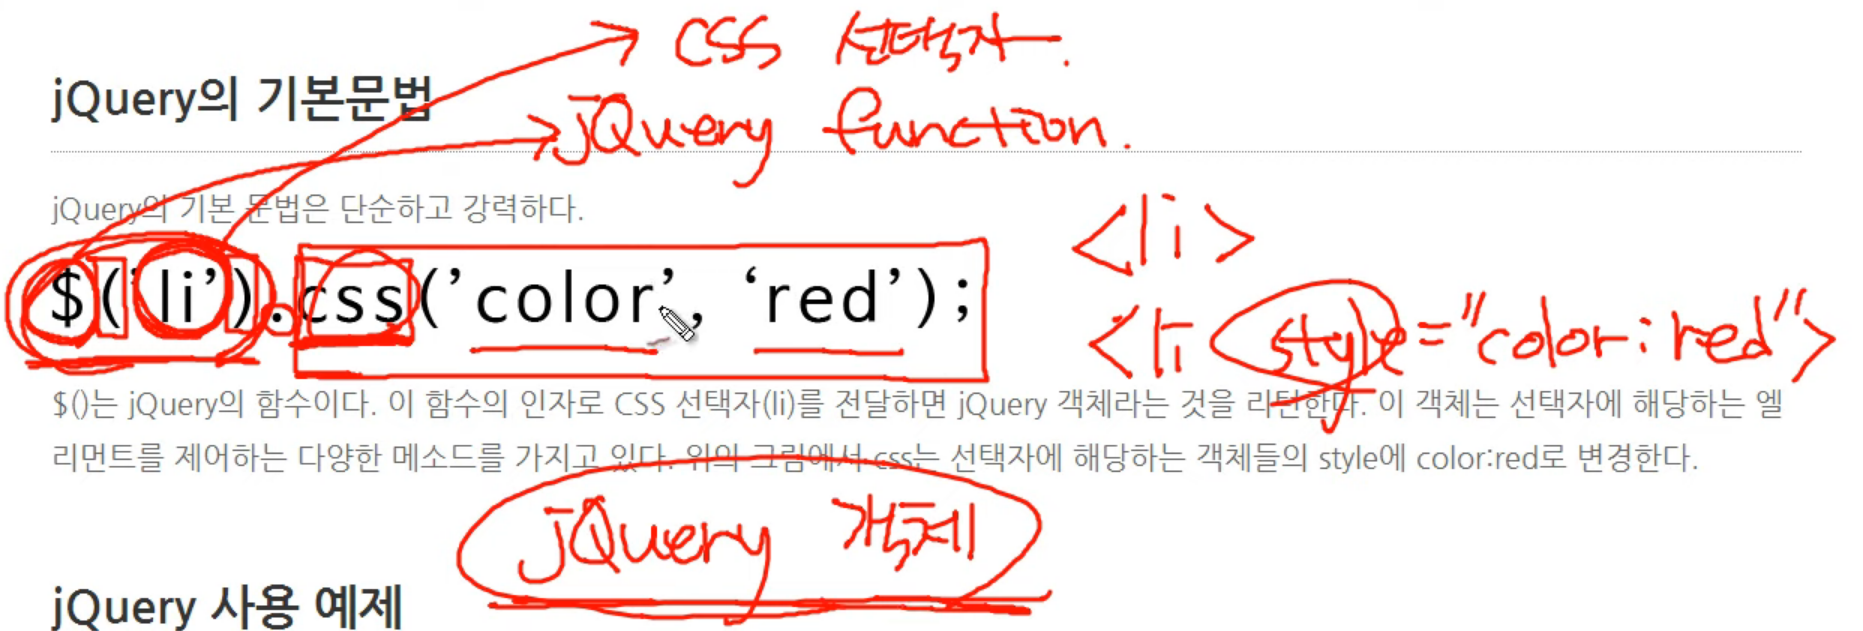 CSS 선택자.
jQuery의 기본문법
jQuery function.
jQuery의 기본 문법은 단순하고 강력하다.
<li>
$('li').css('color', 'red');
<li style="color:red">
$()는 jQuery의 함수이다. 이 함수의 인자로 CSS 선택자(li)를 전달하면 jQuery 객체라는 것을 리턴한다. 이 객체는 선택자에 해당하는 엘
리먼트를 제어하는 다양한 메소드를 가지고 있다. 위의 그림에서 css는 선택자에 해당하는 객체들의 style에 color:red로 변경한다.
jQuery 객체
jQuery 사용 예제